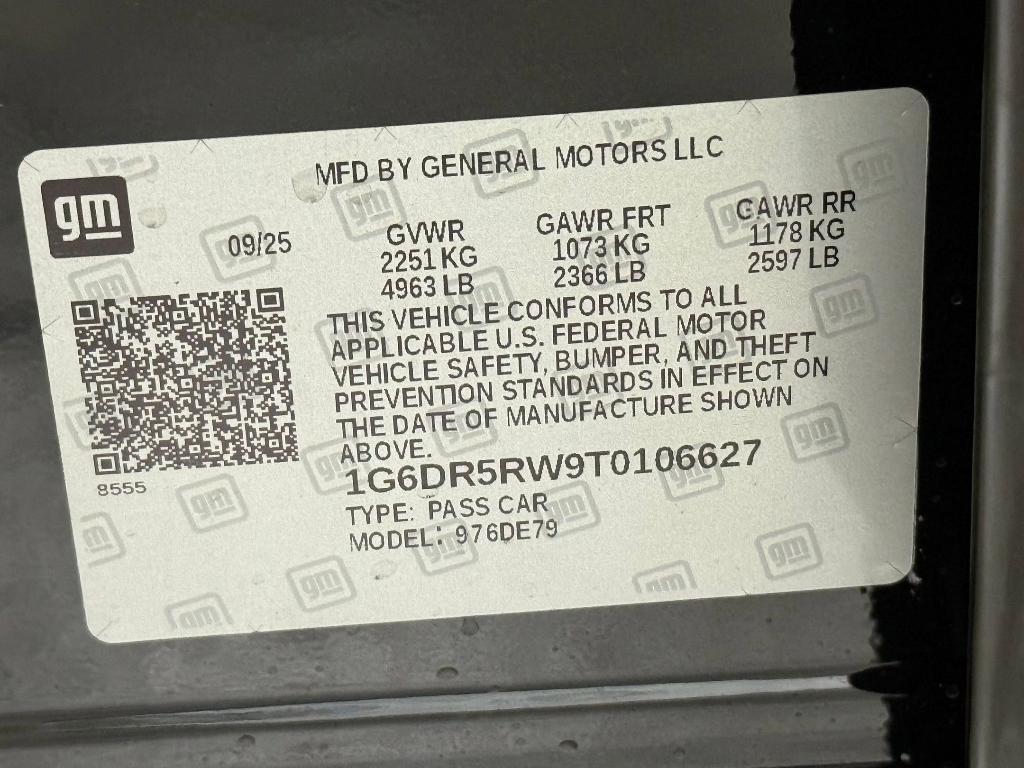 MFD BY GENERAL MOTORS LLC
gm
09/25
GVWR
2251 KG
4963 LB
GAWR FRT
1073 KG
2366 LB
GAWR RR
1178 KG
2597 LB
THIS VEHICLE CONFORMS TO ALL
APPLICABLE U.S. FEDERAL MOTOR
VEHICLE SAFETY, BUMPER, AND THEFT
PREVENTION STANDARDS IN EFFECT ON
THE DATE OF MANUFACTURE SHOWN
ABOVE.
8555
1G6DR5RW9T0106627
TYPE: PASS CAR
MODEL: 976DE79